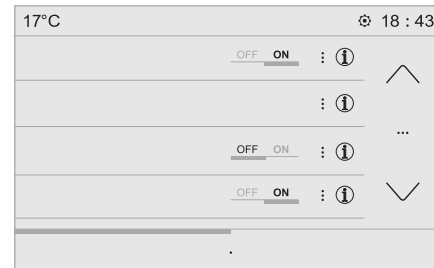 17°C 18 : 43
OFF ON : i
: i
...
OFF ON : i
OFF ON : i
.